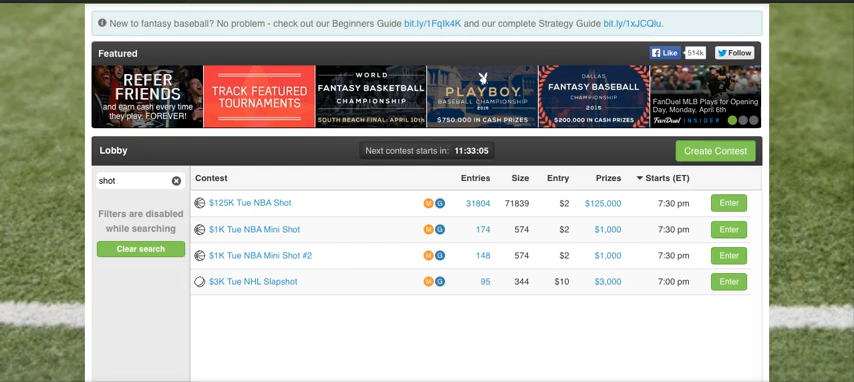 New to fantasy baseball? No problem - check out our Beginners Guide bit.ly/1FqIk4K and our complete Strategy Guide bit.ly/1xJCQIu.
Featured
Like 514k Follow
REFER
FRIENDS
and earn cash every time
they play, FOREVER!
TRACK FEATURED
TOURNAMENTS
WORLD
FANTASY BASKETBALL
CHAMPIONSHIP
SOUTH BEACH FINAL: APRIL 10th
PLAYBOY
BASEBALL CHAMPIONSHIP
2015
$750,000 IN CASH PRIZES
DALLAS
FANTASY BASEBALL
CHAMPIONSHIP
2015
$200,000 IN CASH PRIZES
FanDuel MLB Plays for Opening
Day, Monday, April 6th
FanDuel INSIDER
Lobby
Next contest starts in: 11:33:05
Create Contest
shot
Filters are disabled
while searching
Clear search
Contest Entries Size Entry Prizes Starts (ET)
$125K Tue NBA Shot M G 31804 71839 $2 $125,000 7:30 pm Enter
$1K Tue NBA Mini Shot M G 174 574 $2 $1,000 7:30 pm Enter
$1K Tue NBA Mini Shot #2 M G 148 574 $2 $1,000 7:30 pm Enter
$3K Tue NHL Slapshot M G 95 344 $10 $3,000 7:00 pm Enter